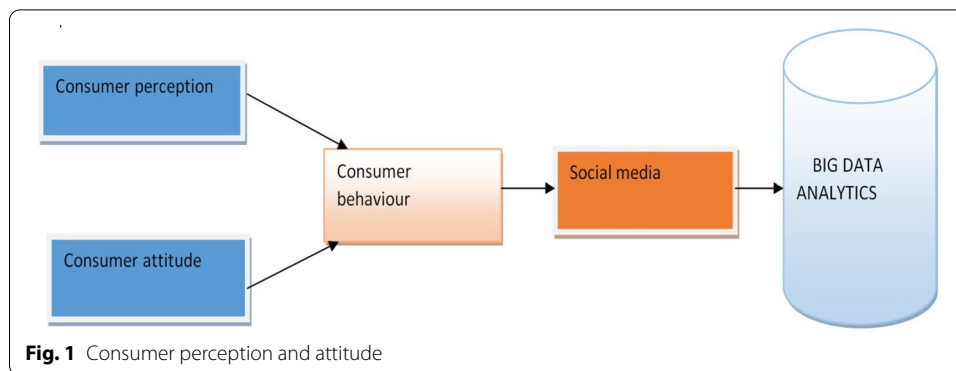 Consumer perception
Consumer attitude
Consumer
behaviour
Social media
BIG DATA
ANALYTICS
Fig. 1 Consumer perception and attitude